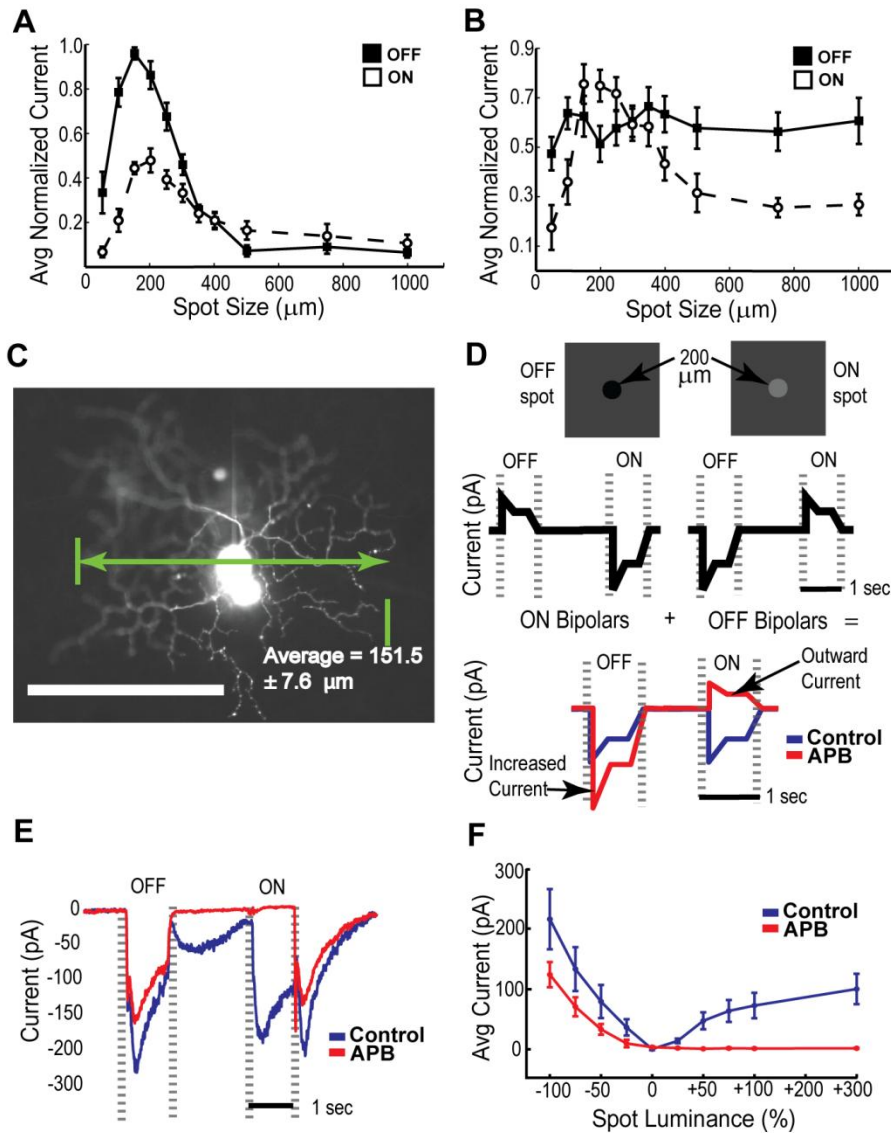 A
Avg Normalized Current
1.0
0.8
0.6
0.4
0.2
0 200 400 600 800 1000
Spot Size (μm)
OFF
ON
B
Avg Normalized Current
0.9
0.7
0.5
0.3
0.1
0 200 400 600 800 1000
Spot Size (μm)
OFF
ON
C
Average = 151.5
± 7.6 μm
D
OFF
spot
200
μm
ON
spot
OFF ON OFF ON
Current (pA)
1 sec
ON Bipolars + OFF Bipolars =
OFF ON
Outward
Current
Current (pA)
Control
APB
Increased
Current
1 sec
E
OFF ON
Current (pA)
0
-50
-100
-150
-200
-250
-300
Control
APB
1 sec
F
Avg Current (pA)
300
200
100
0
Control
APB
-100 -50 0 +50 +100 +200 +300
Spot Luminance (%)